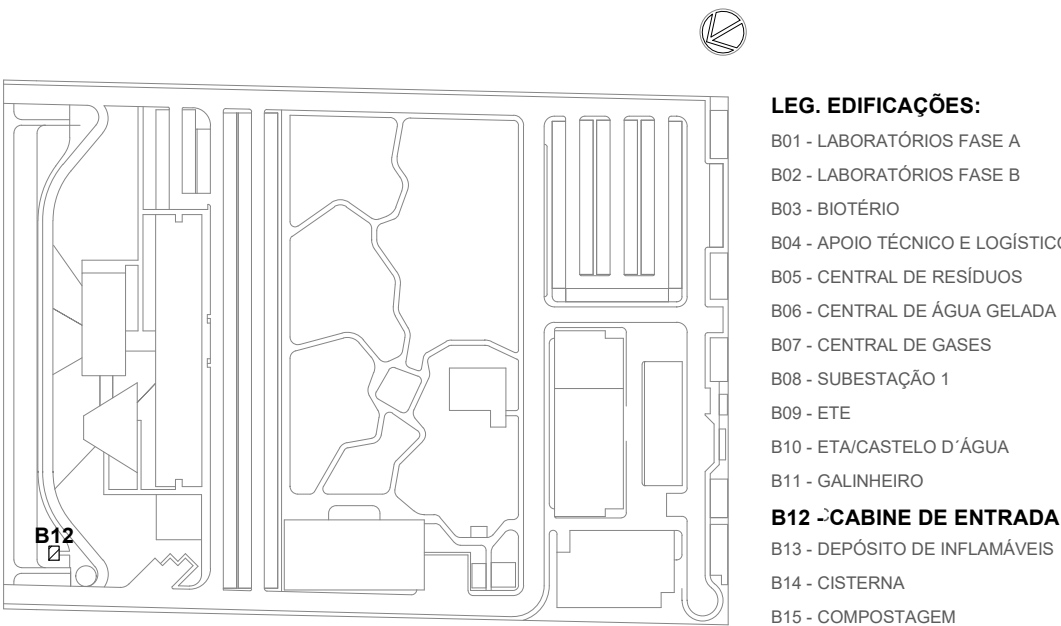 LEG. EDIFICAÇÕES:
B01 - LABORATÓRIOS FASE A
B02 - LABORATÓRIOS FASE B
B03 - BIOTÉRIO
B04 - APOIO TÉCNICO E LOGÍSTICO
B05 - CENTRAL DE RESÍDUOS
B06 - CENTRAL DE ÁGUA GELADA
B07 - CENTRAL DE GASES
B08 - SUBESTAÇÃO 1
B09 - ETE
B10 - ETA/CASTELO D´ÁGUA
B11 - GALINHEIRO
B12 - CABINE DE ENTRADA
B13 - DEPÓSITO DE INFLAMÁVEIS
B14 - CISTERNA
B15 - COMPOSTAGEM
B12